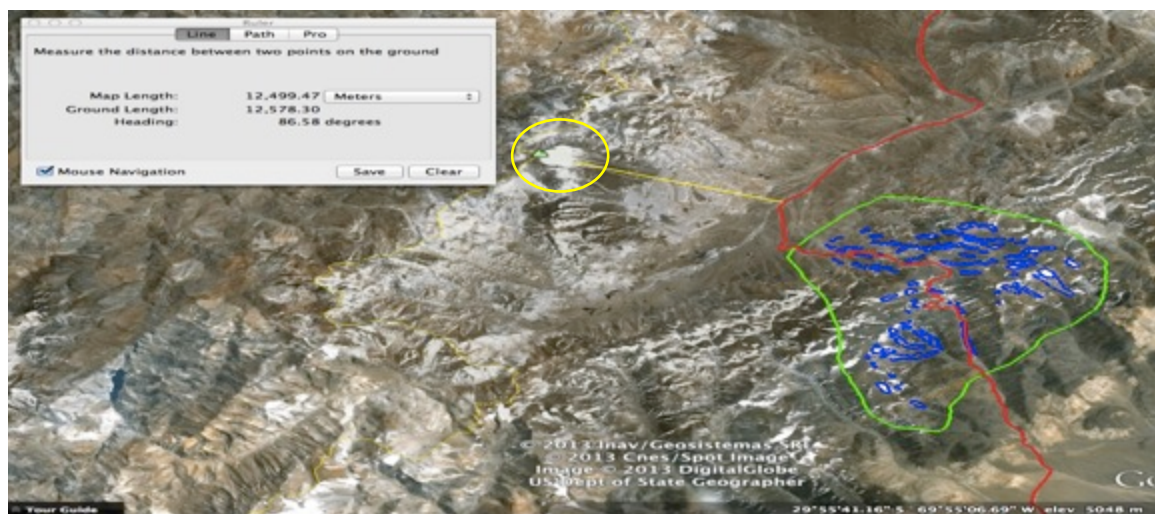 Ruler
Line Path Pro
Measure the distance between two points on the ground
Map Length: 12,499.47 Meters
Ground Length: 12,578.30
Heading: 86.58 degrees
Mouse Navigation Save Clear
© 2013 Inav/Geosistemas SRL
© 2013 Cnes/Spot Image
Image © 2013 DigitalGlobe
US Dept of State Geographer
Tour Guide
29°55'41.16" S 69°55'06.69" W elev 5048 m